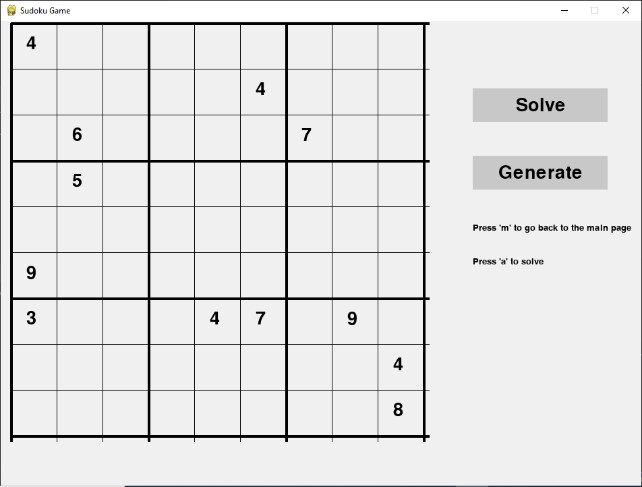 Sudoku Game
4
4
Solve
6 7
5
Generate
Press 'm' to go back to the main page
Press 'a' to solve
9
3 4 7 9
4
8